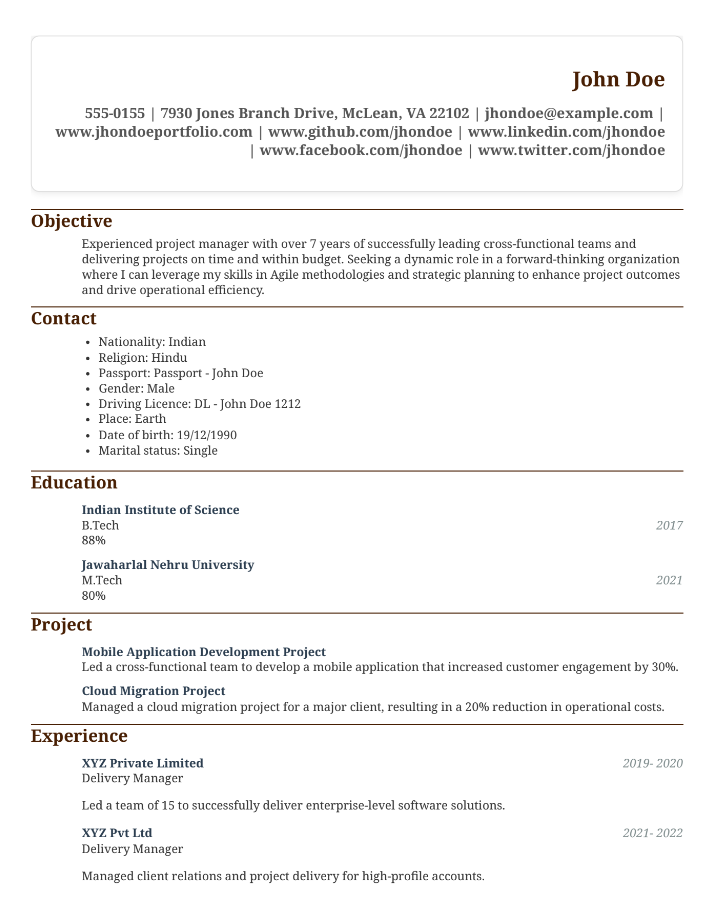 John Doe
555-0155 | 7930 Jones Branch Drive, McLean, VA 22102 | jhondoe@example.com |
www.jhondoeportfolio.com | www.github.com/jhondoe | www.linkedin.com/jhondoe
| www.facebook.com/jhondoe | www.twitter.com/jhondoe
Objective
Experienced project manager with over 7 years of successfully leading cross-functional teams and
delivering projects on time and within budget. Seeking a dynamic role in a forward-thinking organization
where I can leverage my skills in Agile methodologies and strategic planning to enhance project outcomes
and drive operational efficiency.
Contact
• Nationality: Indian
• Religion: Hindu
• Passport: Passport - John Doe
• Gender: Male
• Driving Licence: DL - John Doe 1212
• Place: Earth
• Date of birth: 19/12/1990
• Marital status: Single
Education
Indian Institute of Science
B.Tech 2017
88%
Jawaharlal Nehru University
M.Tech 2021
80%
Project
Mobile Application Development Project
Led a cross-functional team to develop a mobile application that increased customer engagement by 30%.
Cloud Migration Project
Managed a cloud migration project for a major client, resulting in a 20% reduction in operational costs.
Experience
XYZ Private Limited 2019- 2020
Delivery Manager
Led a team of 15 to successfully deliver enterprise-level software solutions.
XYZ Pvt Ltd 2021- 2022
Delivery Manager
Managed client relations and project delivery for high-profile accounts.